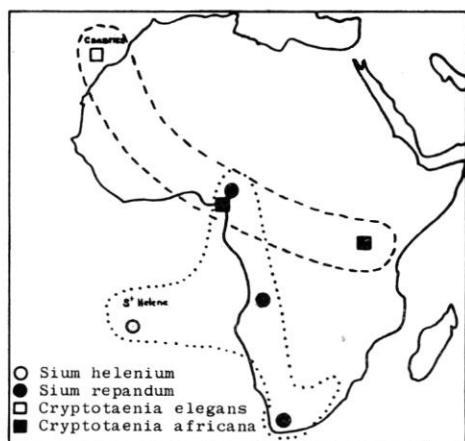 Canaries
St Helene
Sium helenium
Sium repandum
Cryptotaenia elegans
Cryptotaenia africana